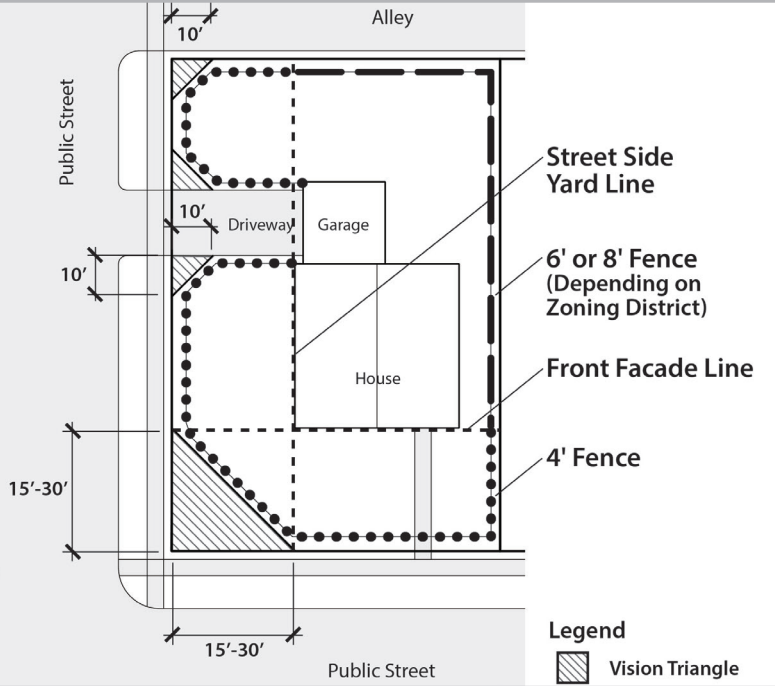 Alley
10’
Public Street
Street Side
Yard Line
10’
Driveway
Garage
10’
6' or 8' Fence
(Depending on
Zoning District)
Front Facade Line
House
4' Fence
15’-30’
15’-30’
Public Street
Legend
Vision Triangle